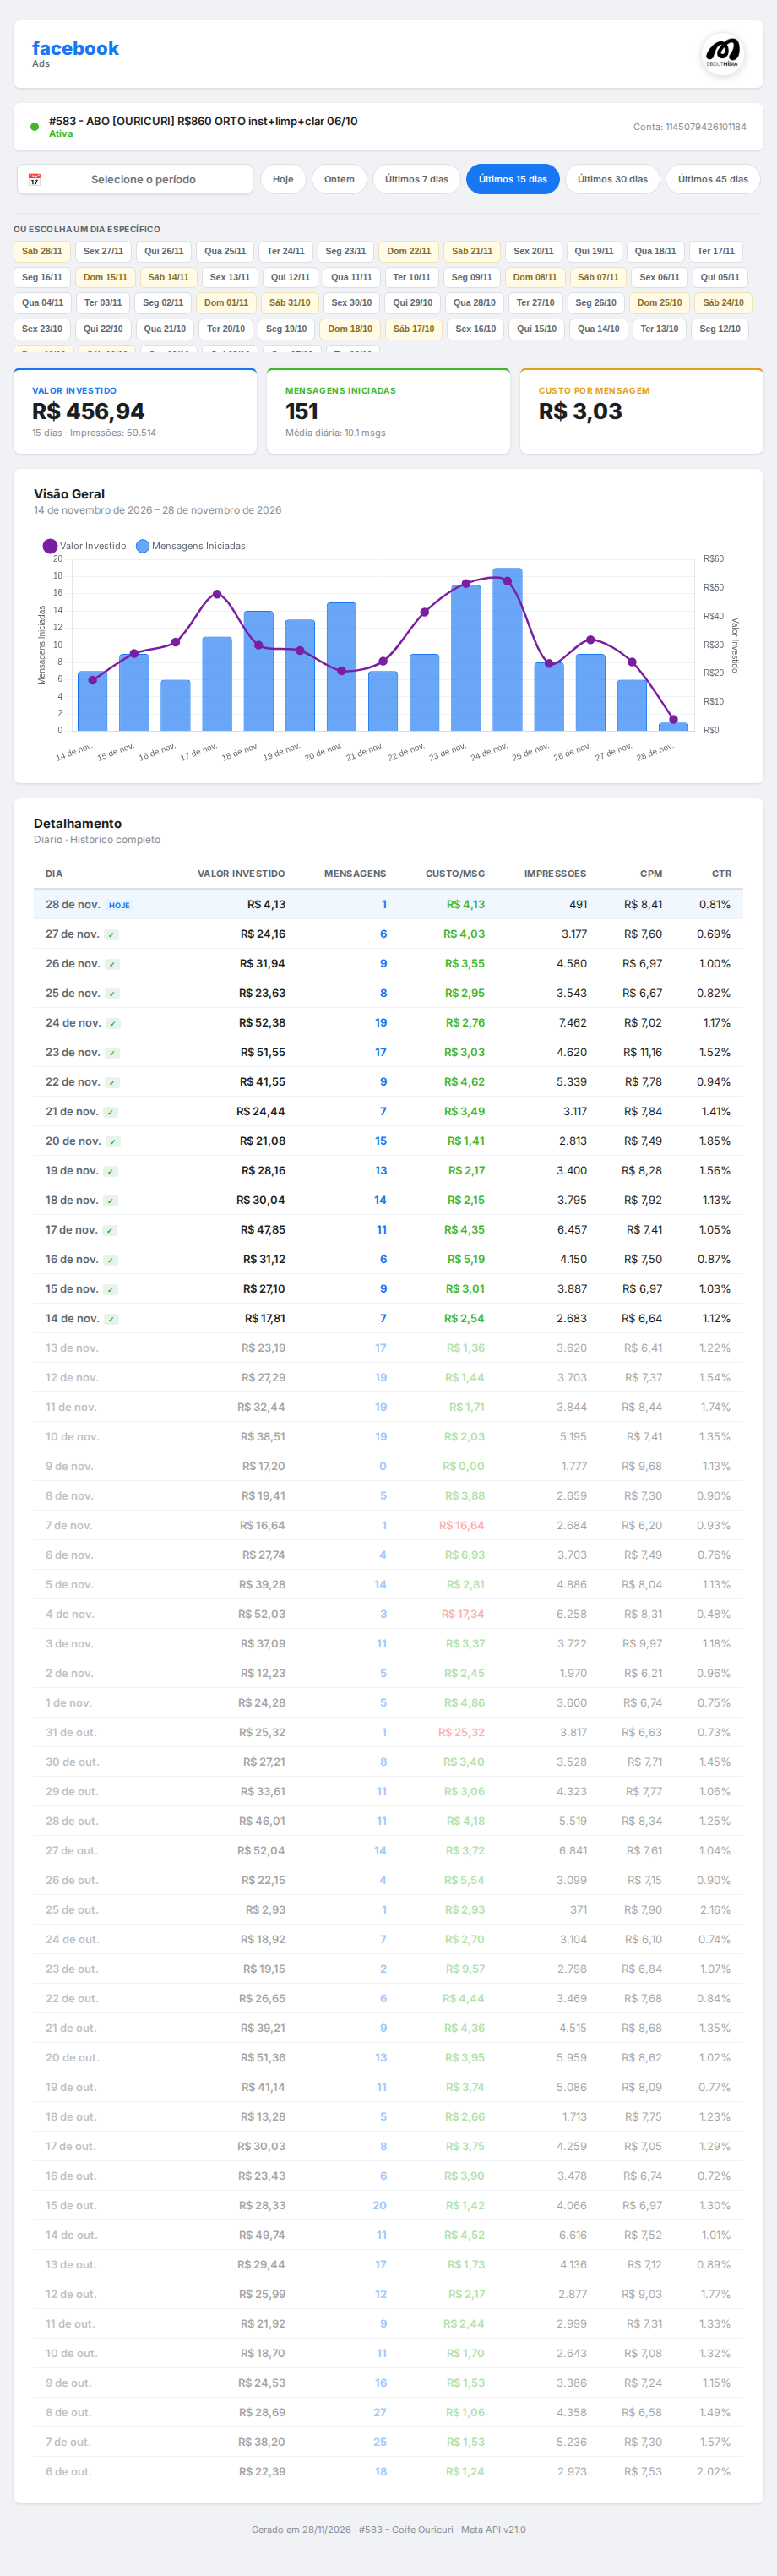 facebook
Ads
ABOUTMÍDIA
#583 - ABO [OURICURI] R$860 ORTO inst+limp+clar 06/10
Ativa
Conta: 1145079426101184
Selecione o período
Hoje
Ontem
Últimos 7 dias
Últimos 15 dias
Últimos 30 dias
Últimos 45 dias
OU ESCOLHA UM DIA ESPECÍFICO
Sáb 28/11 Sex 27/11 Qui 26/11 Qua 25/11 Ter 24/11 Seg 23/11 Dom 22/11 Sáb 21/11 Sex 20/11 Qui 19/11 Qua 18/11 Ter 17/11
Seg 16/11 Dom 15/11 Sáb 14/11 Sex 13/11 Qui 12/11 Qua 11/11 Ter 10/11 Seg 09/11 Dom 08/11 Sáb 07/11 Sex 06/11 Qui 05/11
Qua 04/11 Ter 03/11 Seg 02/11 Dom 01/11 Sáb 31/10 Sex 30/10 Qui 29/10 Qua 28/10 Ter 27/10 Seg 26/10 Dom 25/10 Sáb 24/10
Sex 23/10 Qui 22/10 Qua 21/10 Ter 20/10 Seg 19/10 Dom 18/10 Sáb 17/10 Sex 16/10 Qui 15/10 Qua 14/10 Ter 13/10 Seg 12/10
VALOR INVESTIDO
R$ 456,94
15 dias · Impressões: 59.514
MENSAGENS INICIADAS
151
Média diária: 10.1 msgs
CUSTO POR MENSAGEM
R$ 3,03
Visão Geral
14 de novembro de 2026 – 28 de novembro de 2026
Valor Investido
Mensagens Iniciadas
20
18
16
14
12
10
8
6
4
2
0
Mensagens Iniciadas
R$60
R$50
R$40
R$30
R$20
R$10
R$0
Valor Investido
14 de nov. 15 de nov. 16 de nov. 17 de nov. 18 de nov. 19 de nov. 20 de nov. 21 de nov. 22 de nov. 23 de nov. 24 de nov. 25 de nov. 26 de nov. 27 de nov. 28 de nov.
Detalhamento
Diário · Histórico completo
DIA VALOR INVESTIDO MENSAGENS CUSTO/MSG IMPRESSÕES CPM CTR
28 de nov. HOJE R$ 4,13 1 R$ 4,13 491 R$ 8,41 0.81%
27 de nov. ✓ R$ 24,16 6 R$ 4,03 3.177 R$ 7,60 0.69%
26 de nov. ✓ R$ 31,94 9 R$ 3,55 4.580 R$ 6,97 1.00%
25 de nov. ✓ R$ 23,63 8 R$ 2,95 3.543 R$ 6,67 0.82%
24 de nov. ✓ R$ 52,38 19 R$ 2,76 7.462 R$ 7,02 1.17%
23 de nov. ✓ R$ 51,55 17 R$ 3,03 4.620 R$ 11,16 1.52%
22 de nov. ✓ R$ 41,55 9 R$ 4,62 5.339 R$ 7,78 0.94%
21 de nov. ✓ R$ 24,44 7 R$ 3,49 3.117 R$ 7,84 1.41%
20 de nov. ✓ R$ 21,08 15 R$ 1,41 2.813 R$ 7,49 1.85%
19 de nov. ✓ R$ 28,16 13 R$ 2,17 3.400 R$ 8,28 1.56%
18 de nov. ✓ R$ 30,04 14 R$ 2,15 3.795 R$ 7,92 1.13%
17 de nov. ✓ R$ 47,85 11 R$ 4,35 6.457 R$ 7,41 1.05%
16 de nov. ✓ R$ 31,12 6 R$ 5,19 4.150 R$ 7,50 0.87%
15 de nov. ✓ R$ 27,10 9 R$ 3,01 3.887 R$ 6,97 1.03%
14 de nov. ✓ R$ 17,81 7 R$ 2,54 2.683 R$ 6,64 1.12%
13 de nov. R$ 23,19 17 R$ 1,36 3.620 R$ 6,41 1.22%
12 de nov. R$ 27,29 19 R$ 1,44 3.703 R$ 7,37 1.54%
11 de nov. R$ 32,44 19 R$ 1,71 3.844 R$ 8,44 1.74%
10 de nov. R$ 38,51 19 R$ 2,03 5.195 R$ 7,41 1.35%
9 de nov. R$ 17,20 0 R$ 0,00 1.777 R$ 9,68 1.13%
8 de nov. R$ 19,41 5 R$ 3,88 2.659 R$ 7,30 0.90%
7 de nov. R$ 16,64 1 R$ 16,64 2.684 R$ 6,20 0.93%
6 de nov. R$ 27,74 4 R$ 6,93 3.703 R$ 7,49 0.76%
5 de nov. R$ 39,28 14 R$ 2,81 4.886 R$ 8,04 1.13%
4 de nov. R$ 52,03 3 R$ 17,34 6.258 R$ 8,31 0.48%
3 de nov. R$ 37,09 11 R$ 3,37 3.722 R$ 9,97 1.18%
2 de nov. R$ 12,23 5 R$ 2,45 1.970 R$ 6,21 0.96%
1 de nov. R$ 24,28 5 R$ 4,86 3.600 R$ 6,74 0.75%
31 de out. R$ 25,32 1 R$ 25,32 3.817 R$ 6,63 0.73%
30 de out. R$ 27,21 8 R$ 3,40 3.528 R$ 7,71 1.45%
29 de out. R$ 33,61 11 R$ 3,06 4.323 R$ 7,77 1.06%
28 de out. R$ 46,01 11 R$ 4,18 5.519 R$ 8,34 1.25%
27 de out. R$ 52,04 14 R$ 3,72 6.841 R$ 7,61 1.04%
26 de out. R$ 22,15 4 R$ 5,54 3.099 R$ 7,15 0.90%
25 de out. R$ 2,93 1 R$ 2,93 371 R$ 7,90 2.16%
24 de out. R$ 18,92 7 R$ 2,70 3.104 R$ 6,10 0.74%
23 de out. R$ 19,15 2 R$ 9,57 2.798 R$ 6,84 1.07%
22 de out. R$ 26,65 6 R$ 4,44 3.469 R$ 7,68 0.84%
21 de out. R$ 39,21 9 R$ 4,36 4.515 R$ 8,68 1.35%
20 de out. R$ 51,36 13 R$ 3,95 5.959 R$ 8,62 1.02%
19 de out. R$ 41,14 11 R$ 3,74 5.086 R$ 8,09 0.77%
18 de out. R$ 13,28 5 R$ 2,66 1.713 R$ 7,75 1.23%
17 de out. R$ 30,03 8 R$ 3,75 4.259 R$ 7,05 1.29%
16 de out. R$ 23,43 6 R$ 3,90 3.478 R$ 6,74 0.72%
15 de out. R$ 28,33 20 R$ 1,42 4.066 R$ 6,97 1.30%
14 de out. R$ 49,74 11 R$ 4,52 6.616 R$ 7,52 1.01%
13 de out. R$ 29,44 17 R$ 1,73 4.136 R$ 7,12 0.89%
12 de out. R$ 25,99 12 R$ 2,17 2.877 R$ 9,03 1.77%
11 de out. R$ 21,92 9 R$ 2,44 2.999 R$ 7,31 1.33%
10 de out. R$ 18,70 11 R$ 1,70 2.643 R$ 7,08 1.32%
9 de out. R$ 24,53 16 R$ 1,53 3.386 R$ 7,24 1.15%
8 de out. R$ 28,69 27 R$ 1,06 4.358 R$ 6,58 1.49%
7 de out. R$ 38,20 25 R$ 1,53 5.236 R$ 7,30 1.57%
6 de out. R$ 22,39 18 R$ 1,24 2.973 R$ 7,53 2.02%
Gerado em 28/11/2026 · #583 - Coife Ouricuri · Meta API v21.0